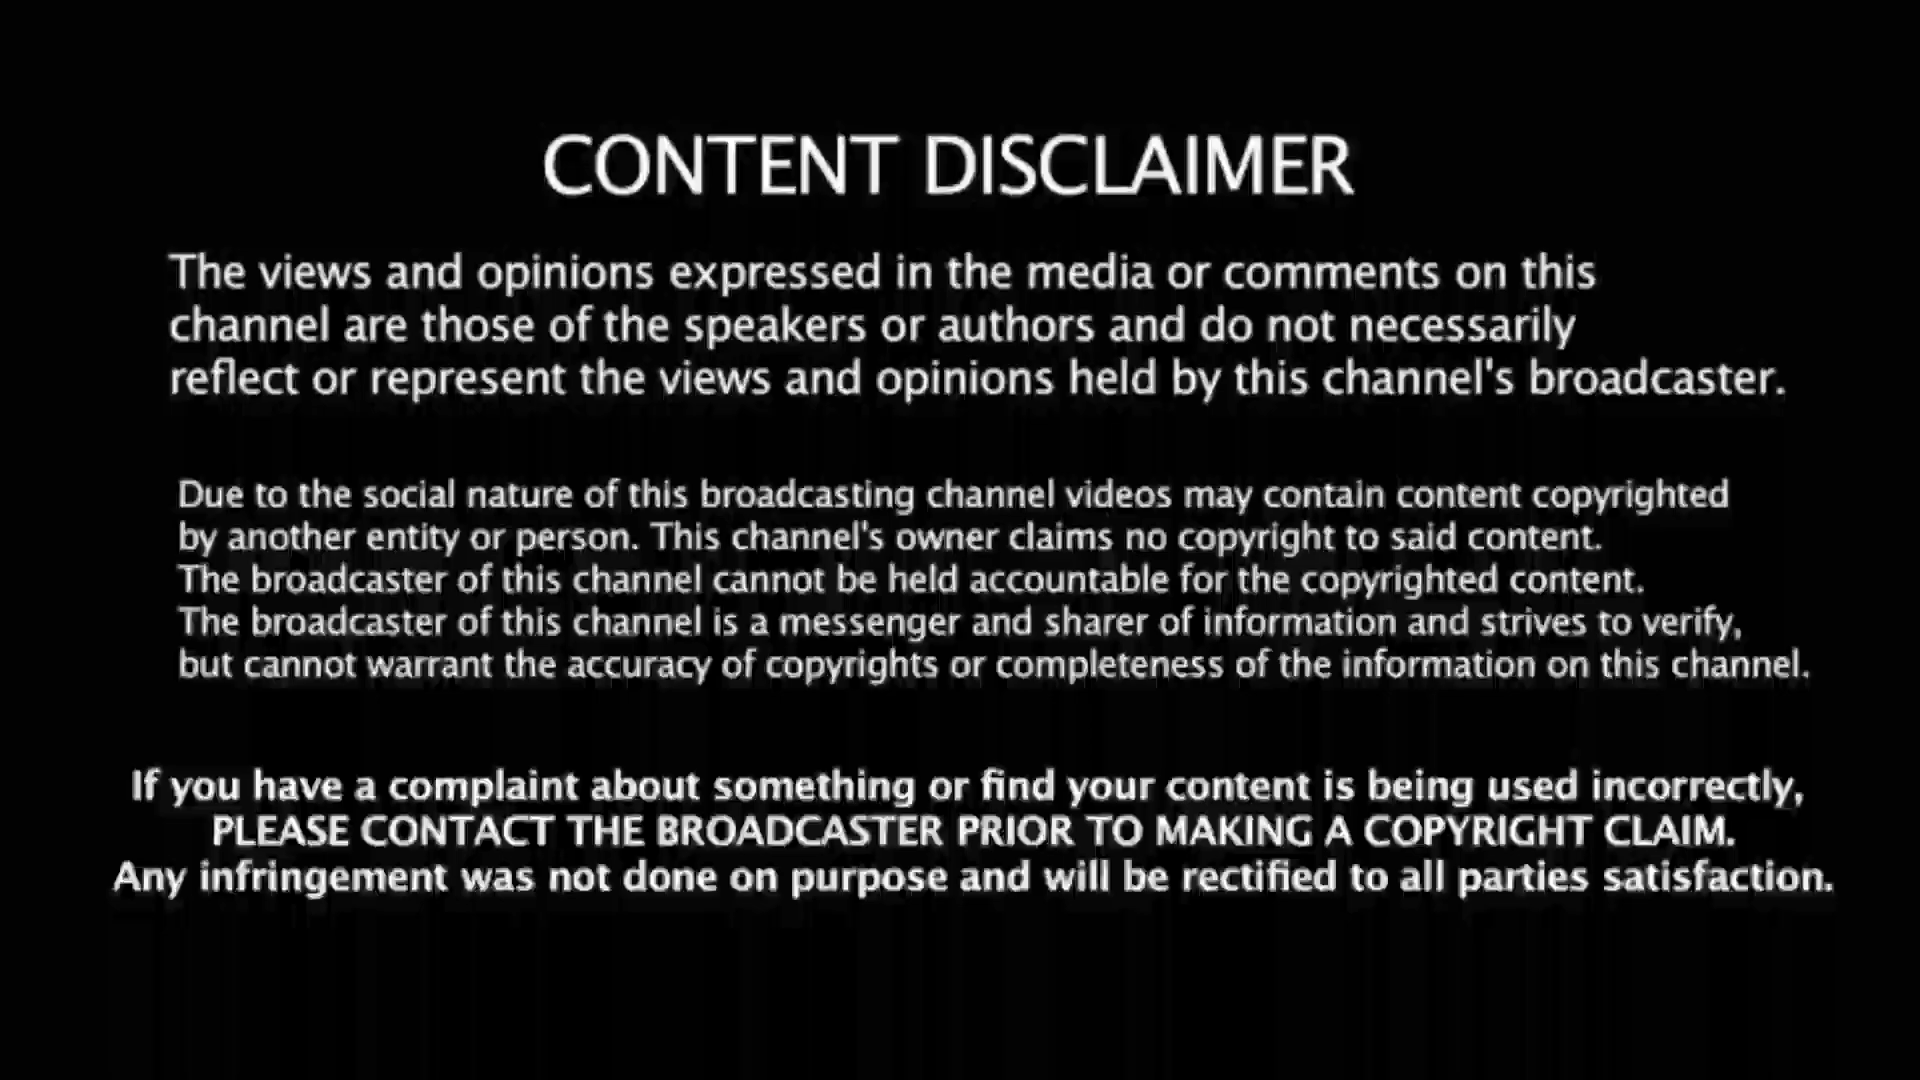 CONTENT DISCLAIMER
The views and opinions expressed in the media or comments on this
channel are those of the speakers or authors and do not necessarily
reflect or represent the views and opinions held by this channel's broadcaster.
Due to the social nature of this broadcasting channel videos may contain content copyrighted
by another entity or person. This channel's owner claims no copyright to said content.
The broadcaster of this channel cannot be held accountable for the copyrighted content.
The broadcaster of this channel is a messenger and sharer of information and strives to verify,
but cannot warrant the accuracy of copyrights or completeness of the information on this channel.
If you have a complaint about something or find your content is being used incorrectly,
PLEASE CONTACT THE BROADCASTER PRIOR TO MAKING A COPYRIGHT CLAIM.
Any infringement was not done on purpose and will be rectified to all parties satisfaction.